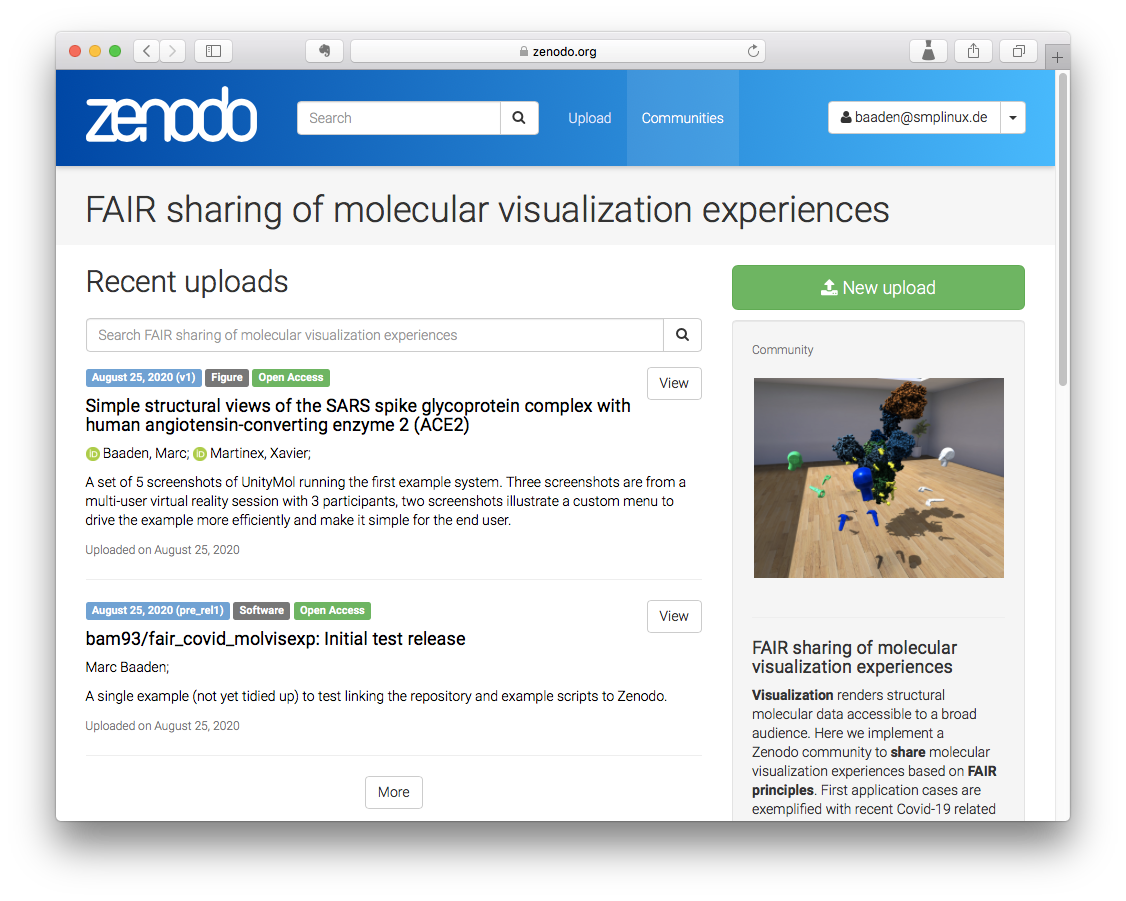 zenodo.org
zenodo
Search
Upload
Communities
baaden@smplinux.de
FAIR sharing of molecular visualization experiences
Recent uploads
Search FAIR sharing of molecular visualization experiences
August 25, 2020 (v1) Figure Open Access
View
Simple structural views of the SARS spike glycoprotein complex with
human angiotensin-converting enzyme 2 (ACE2)
iD Baaden, Marc; iD Martinex, Xavier;
A set of 5 screenshots of UnityMol running the first example system. Three screenshots are from a
multi-user virtual reality session with 3 participants, two screenshots illustrate a custom menu to
drive the example more efficiently and make it simple for the end user.
Uploaded on August 25, 2020
August 25, 2020 (pre_rel1) Software Open Access
View
bam93/fair_covid_molvisexp: Initial test release
Marc Baaden;
A single example (not yet tidied up) to test linking the repository and example scripts to Zenodo.
Uploaded on August 25, 2020
More
New upload
Community
FAIR sharing of molecular
visualization experiences
Visualization renders structural
molecular data accessible to a broad
audience. Here we implement a
Zenodo community to share molecular
visualization experiences based on FAIR
principles. First application cases are
exemplified with recent Covid-19 related